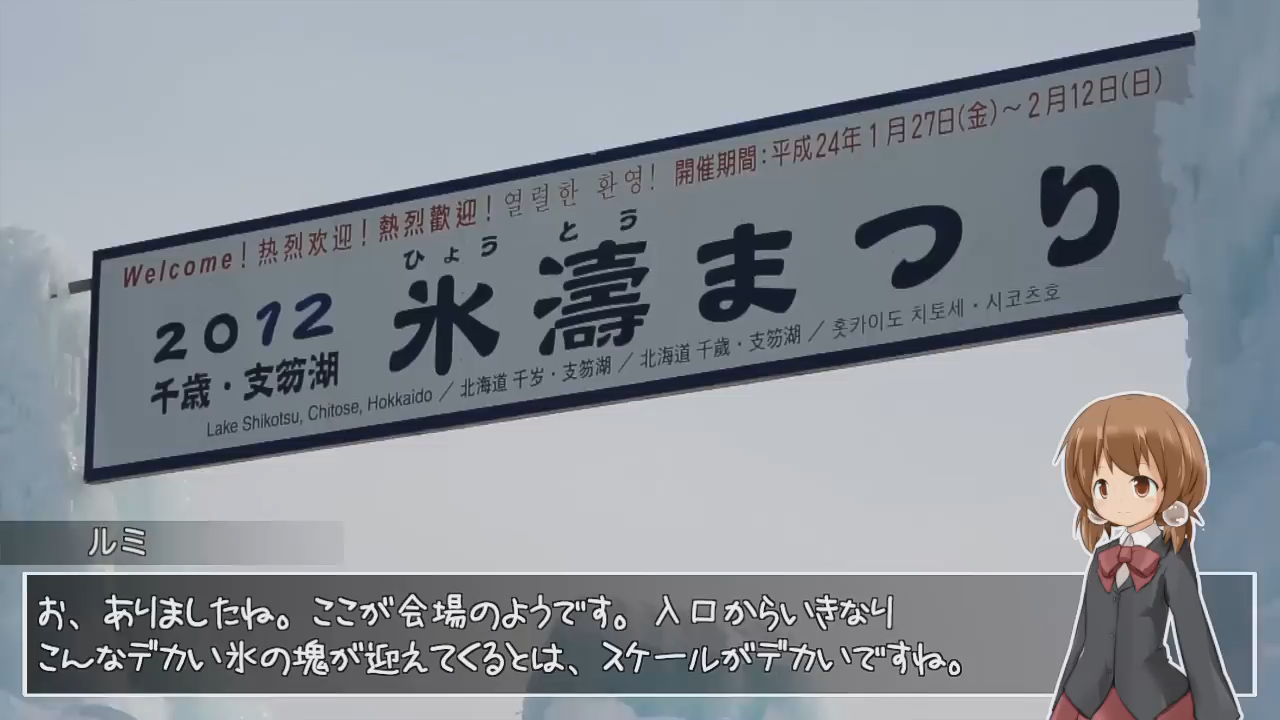 Welcome! 热烈欢迎! 熱烈歡迎! 열렬한 환영! 開催期間:平成24年1月27日(金)～2月12日(日)
ひょう とう
2012 氷濤まつり
千歳・支笏湖
Lake Shikotsu, Chitose, Hokkaido / 北海道 千岁・支笏湖 / 北海道 千歳・支笏湖 / 홋카이도 치토세・시코츠호
ルミ
お、ありましたね。ここが会場のようです。入口からいきなり
こんなデカい氷の塊が迎えてくるとは、スケールがデカいですね。